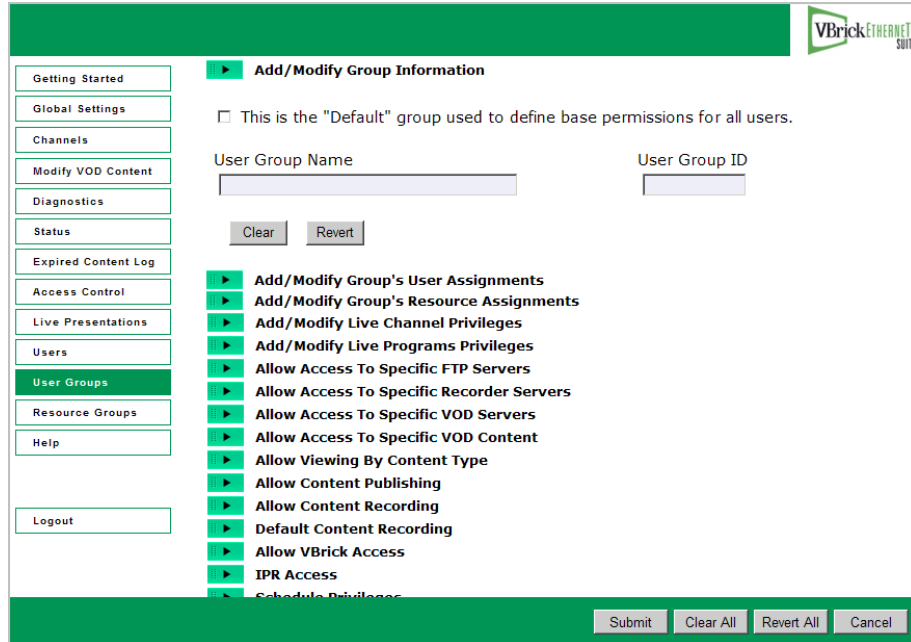 VBrick ETHERNET
SUIT
Getting Started
Global Settings
Channels
Modify VOD Content
Diagnostics
Status
Expired Content Log
Access Control
Live Presentations
Users
User Groups
Resource Groups
Help
Logout
Add/Modify Group Information
This is the "Default" group used to define base permissions for all users.
User Group Name User Group ID
Clear Revert
Add/Modify Group's User Assignments
Add/Modify Group's Resource Assignments
Add/Modify Live Channel Privileges
Add/Modify Live Programs Privileges
Allow Access To Specific FTP Servers
Allow Access To Specific Recorder Servers
Allow Access To Specific VOD Servers
Allow Access To Specific VOD Content
Allow Viewing By Content Type
Allow Content Publishing
Allow Content Recording
Default Content Recording
Allow VBrick Access
IPR Access
Schedule Privileges
Submit Clear All Revert All Cancel